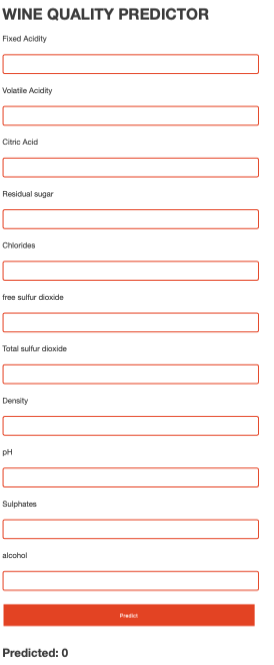 WINE QUALITY PREDICTOR
Fixed Acidity
Volatile Acidity
Citric Acid
Residual sugar
Chlorides
free sulfur dioxide
Total sulfur dioxide
Density
pH
Sulphates
alcohol
Predict
Predicted: 0